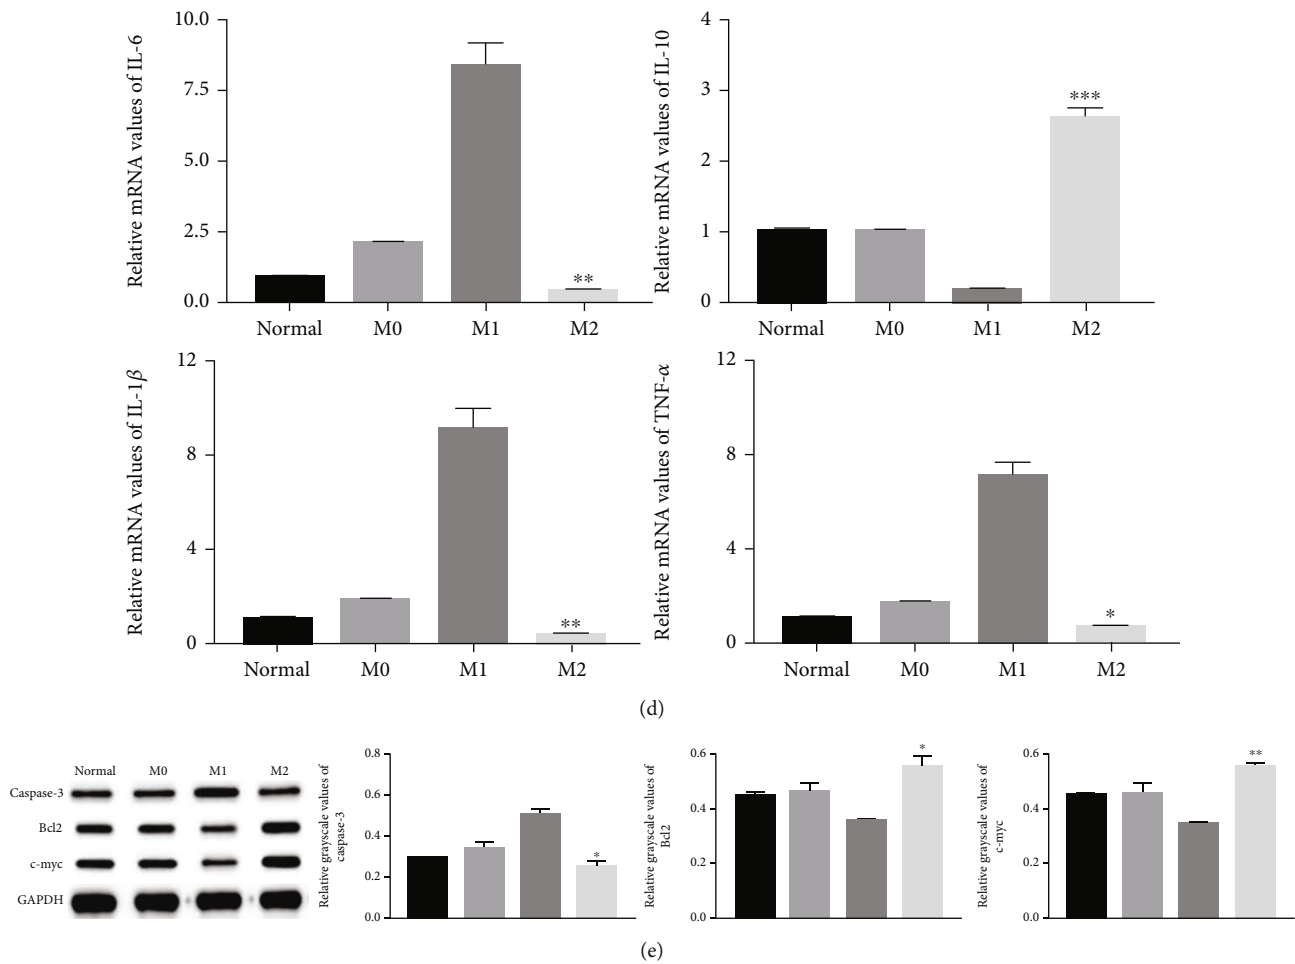 Relative mRNA values of IL-6
10.0
7.5
5.0
2.5
0.0
**
Normal M0 M1 M2
Relative mRNA values of IL-10
4
3
2
1
0
***
Normal M0 M1 M2
Relative mRNA values of IL-1β
12
8
4
0
**
Normal M0 M1 M2
Relative mRNA values of TNF-α
12
8
4
0
*
Normal M0 M1 M2
(d)
Normal M0 M1 M2
Caspase-3
Bcl2
c-myc
GAPDH
Relative grayscale values of
caspase-3
0.8
0.6
0.4
0.2
0.0
*
Relative grayscale values of
Bcl2
0.6
0.4
0.2
0.0
*
Relative grayscale values of
c-myc
0.6
0.4
0.2
0.0
**
(e)